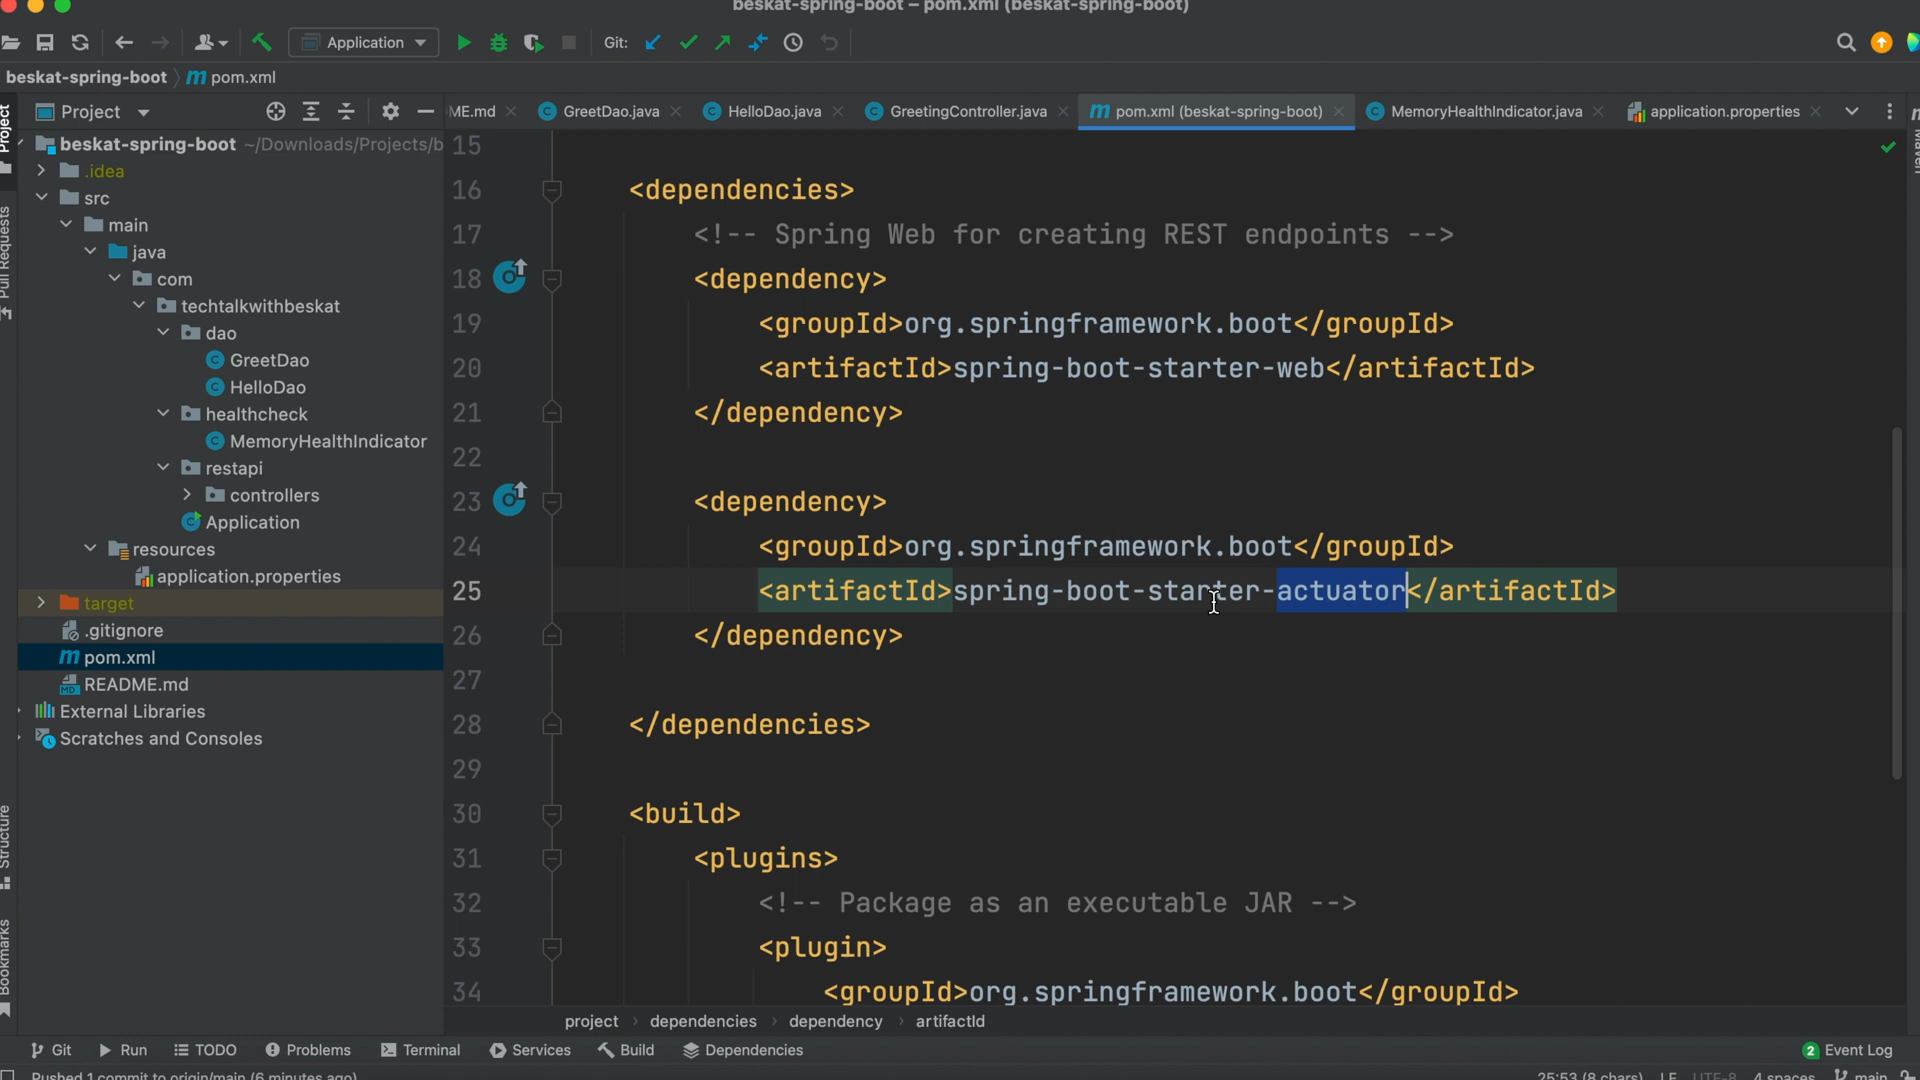 beskat-spring-boot – pom.xml (beskat-spring-boot)
Application
Git:
beskat-spring-boot
pom.xml
Project
ME.md
GreetDao.java
HelloDao.java
GreetingController.java
pom.xml (beskat-spring-boot)
MemoryHealthIndicator.java
application.properties
Project
Pull Requests
Structure
Bookmarks
beskat-spring-boot ~/Downloads/Projects/b
.idea
src
main
java
com
techtalkwithbeskat
dao
GreetDao
HelloDao
healthcheck
MemoryHealthIndicator
restapi
controllers
Application
resources
application.properties
target
.gitignore
pom.xml
README.md
External Libraries
Scratches and Consoles
15
16 <dependencies>
17 <!-- Spring Web for creating REST endpoints -->
18 <dependency>
19 <groupId>org.springframework.boot</groupId>
20 <artifactId>spring-boot-starter-web</artifactId>
21 </dependency>
22
23 <dependency>
24 <groupId>org.springframework.boot</groupId>
25 <artifactId>spring-boot-starter-actuator</artifactId>
26 </dependency>
27
28 </dependencies>
29
30 <build>
31 <plugins>
32 <!-- Package as an executable JAR -->
33 <plugin>
34 <groupId>org.springframework.boot</groupId>
project
dependencies
dependency
artifactId
Git
Run
TODO
Problems
Terminal
Services
Build
Dependencies
2 Event Log
Pushed 1 commit to origin/main (6 minutes ago)
25:53 (8 chars) LF UTF-8 4 spaces main